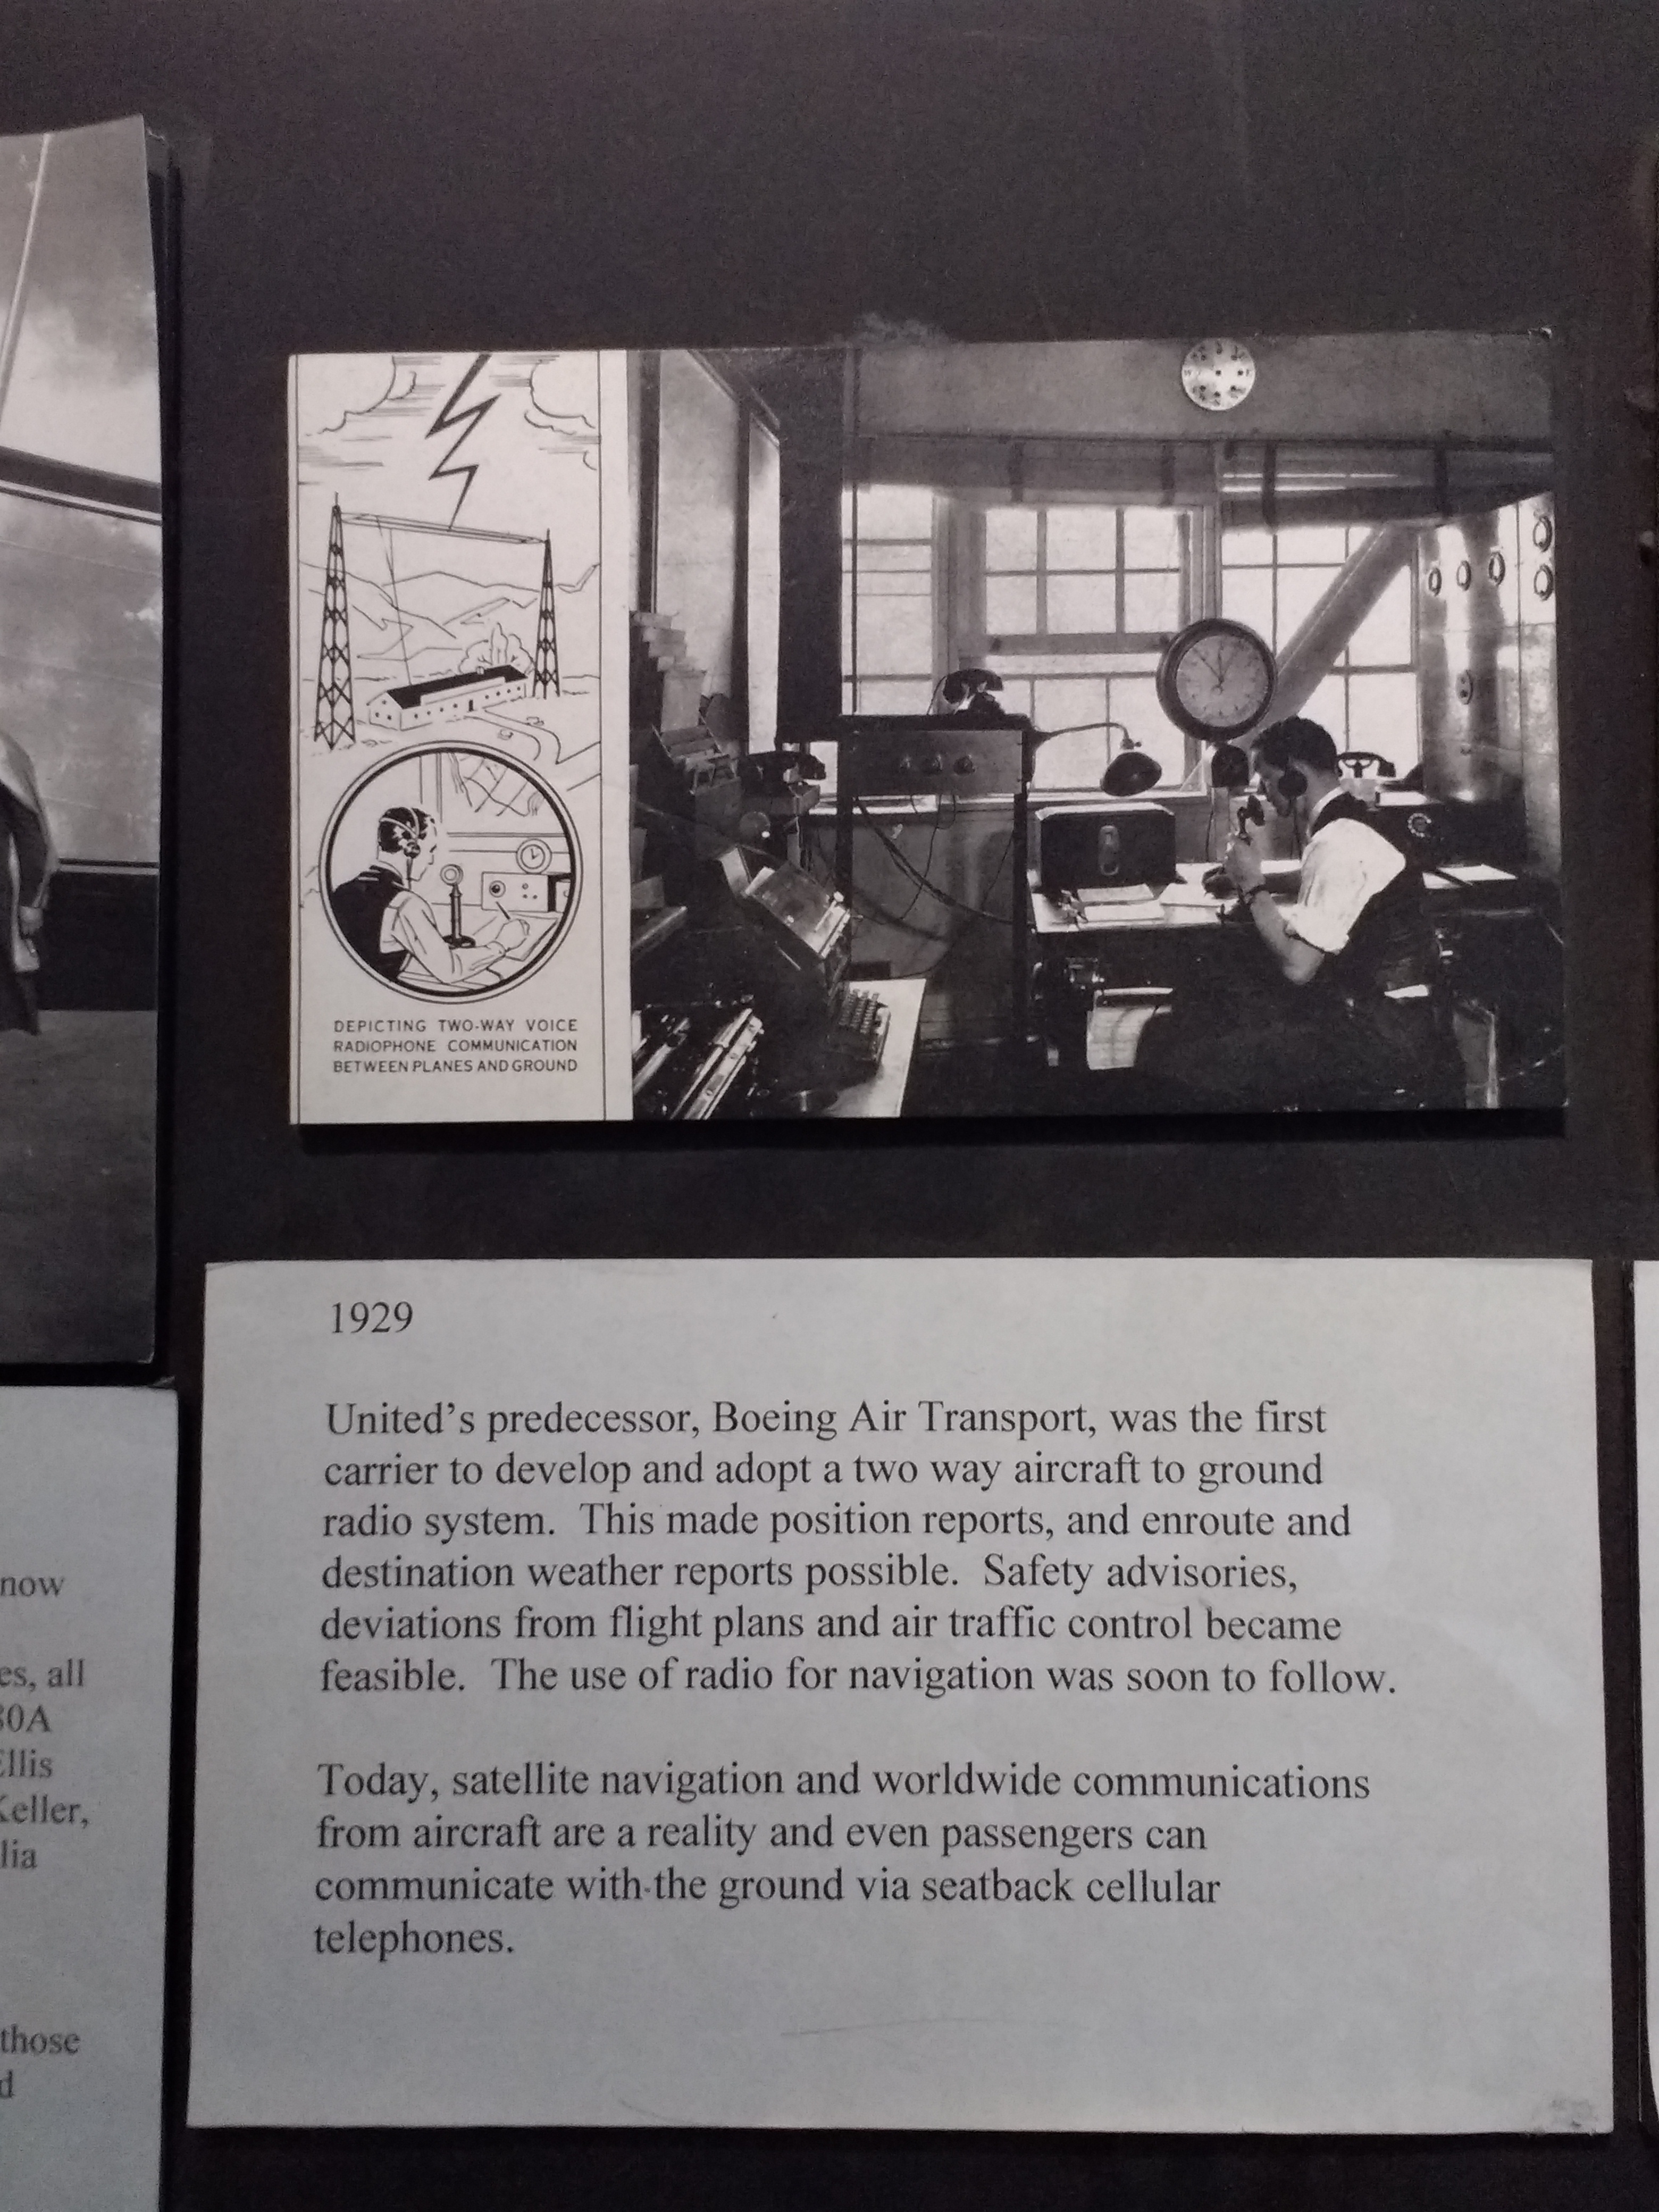 DEPICTING TWO-WAY VOICE
RADIOPHONE COMMUNICATION
BETWEEN PLANES AND GROUND
1929
United's predecessor, Boeing Air Transport, was the first
carrier to develop and adopt a two way aircraft to ground
radio system.  This made position reports, and enroute and
destination weather reports possible.  Safety advisories,
deviations from flight plans and air traffic control became
feasible.  The use of radio for navigation was soon to follow.
Today, satellite navigation and worldwide communications
from aircraft are a reality and even passengers can
communicate with the ground via seatback cellular
telephones.
now
all
Keller,
those